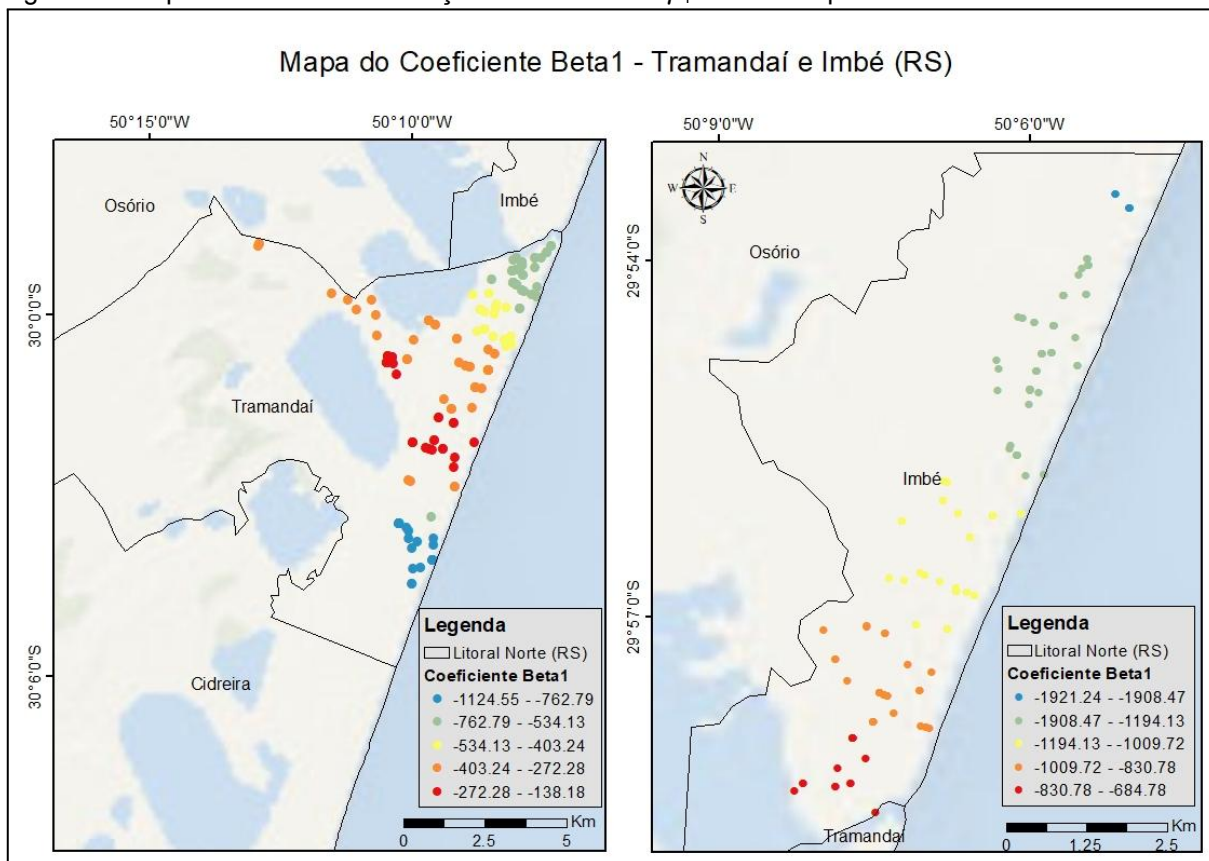 Mapa do Coeficiente Beta1 - Tramandaí e Imbé (RS)
50°15'0"W
50°10'0"W
Osório
Imbé
30°0'0"S
Tramandaí
30°6'0"S
Cidreira
Legenda
Litoral Norte (RS)
Coeficiente Beta1
-1124.55 - -762.79
-762.79 - -534.13
-534.13 - -403.24
-403.24 - -272.28
-272.28 - -138.18
Km
0 2.5 5
50°9'0"W
50°6'0"W
N
W E
S
29°54'0"S
Osório
Imbé
29°57'0"S
Legenda
Litoral Norte (RS)
Coeficiente Beta1
-1921.24 - -1908.47
-1908.47 - -1194.13
-1194.13 - -1009.72
-1009.72 - -830.78
-830.78 - -684.78
Tramandaí
Km
0 1.25 2.5